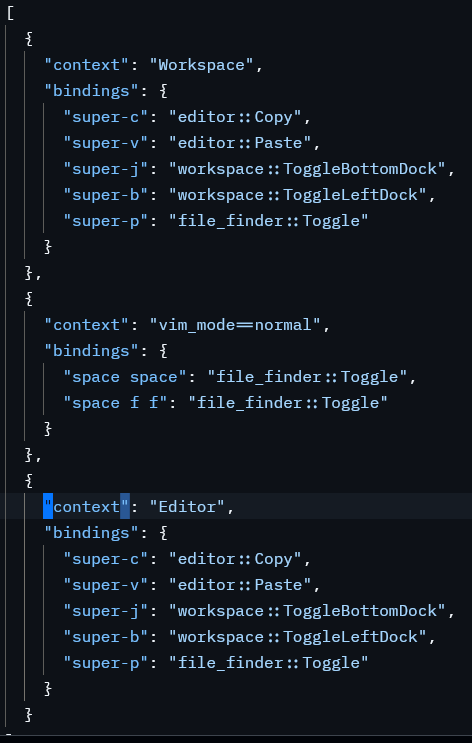 [
  {
    "context": "Workspace",
    "bindings": {
      "super-c": "editor::Copy",
      "super-v": "editor::Paste",
      "super-j": "workspace::ToggleBottomDock",
      "super-b": "workspace::ToggleLeftDock",
      "super-p": "file_finder::Toggle"
    }
  },
  {
    "context": "vim_mode==normal",
    "bindings": {
      "space space": "file_finder::Toggle",
      "space f f": "file_finder::Toggle"
    }
  },
  {
    "context": "Editor",
    "bindings": {
      "super-c": "editor::Copy",
      "super-v": "editor::Paste",
      "super-j": "workspace::ToggleBottomDock",
      "super-b": "workspace::ToggleLeftDock",
      "super-p": "file_finder::Toggle"
    }
  }